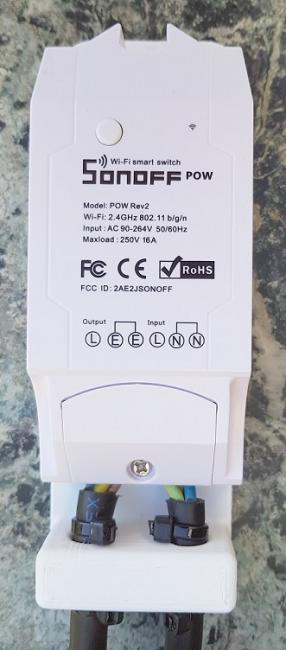 Wi-Fi smart switch
SONOFF POW
Model: POW Rev2
Wi-Fi: 2.4GHz 802.11 b/g/n
Input : AC 90-264V 50/60Hz
Maxload : 250V 16A
FC CE RoHS
FCC ID : 2AE2JSONOFF
Output Input
L E E L N N